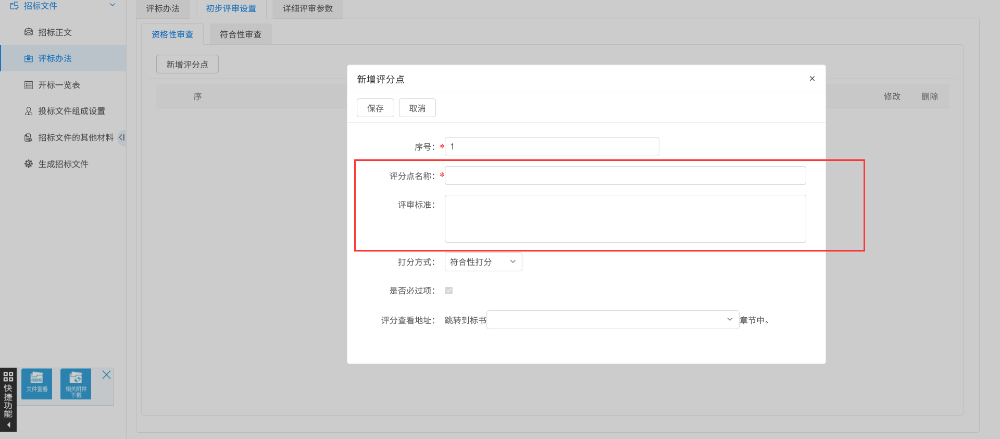 招标文件
招标正文
评标办法
开标一览表
投标文件组成设置
招标文件的其他材料
生成招标文件
评标办法
初步评审设置
详细评审参数
资格性审查
符合性审查
新增评分点
序
修改
删除
新增评分点
×
保存
取消
序号：*
1
评分点名称：*
评审标准：
打分方式：
符合性打分
是否必过项：
评分查看地址：
跳转到标书
章节中。
快捷功能
招投标
文件查看
相关附件
下载